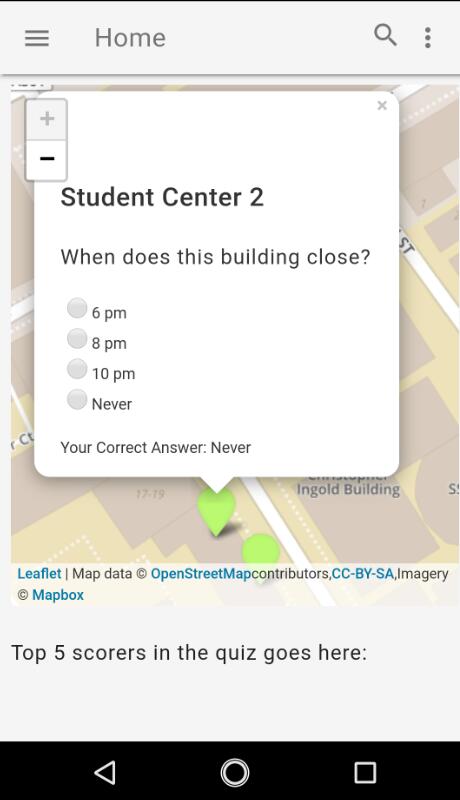 Home
+
−
×
Student Center 2
When does this building close?
6 pm
8 pm
10 pm
Never
Your Correct Answer: Never
ST
r Ct
7
17-19
Christopher
Ingold Building
Leaflet | Map data © OpenStreetMapcontributors,CC-BY-SA,Imagery
© Mapbox
Top 5 scorers in the quiz goes here: